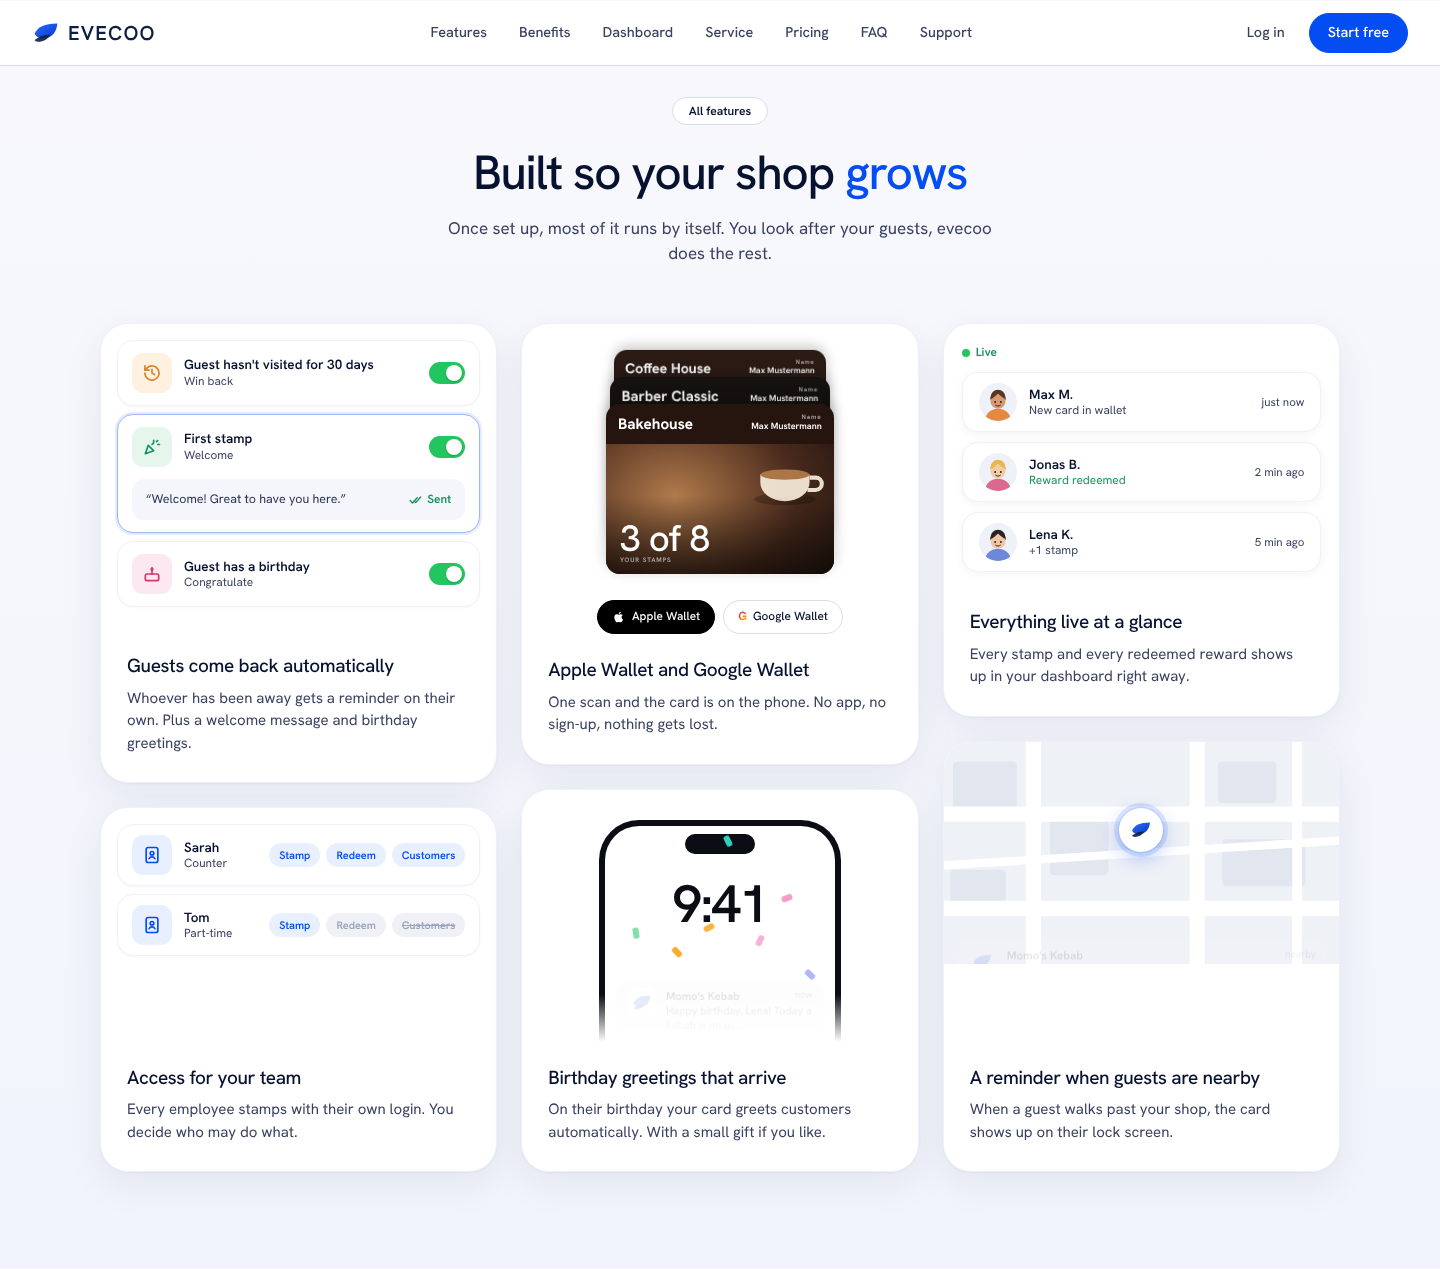 EVECOO
Features
Benefits
Dashboard
Service
Pricing
FAQ
Support
Log in
Start free
All features
Built so your shop grows
Once set up, most of it runs by itself. You look after your guests, evecoo
does the rest.
Guest hasn't visited for 30 days
Win back
First stamp
Welcome
“Welcome! Great to have you here.”
Sent
Guest has a birthday
Congratulate
Guests come back automatically
Whoever has been away gets a reminder on their
own. Plus a welcome message and birthday
greetings.
Coffee House
Name
Max Mustermann
Barber Classic
Name
Max Mustermann
Bakehouse
Name
Max Mustermann
3 of 8
YOUR STAMPS
Apple Wallet
G Google Wallet
Apple Wallet and Google Wallet
One scan and the card is on the phone. No app, no
sign-up, nothing gets lost.
Live
Max M.
New card in wallet
just now
Jonas B.
Reward redeemed
2 min ago
Lena K.
+1 stamp
5 min ago
Everything live at a glance
Every stamp and every redeemed reward shows
up in your dashboard right away.
Sarah
Counter
Stamp
Redeem
Customers
Tom
Part-time
Stamp
Redeem
Customers
Access for your team
Every employee stamps with their own login. You
decide who may do what.
9:41
Momo's Kebab
now
Happy birthday, Lena! Today a
Birthday greetings that arrive
On their birthday your card greets customers
automatically. With a small gift if you like.
Momo's Kebab
nearby
A reminder when guests are nearby
When a guest walks past your shop, the card
shows up on their lock screen.